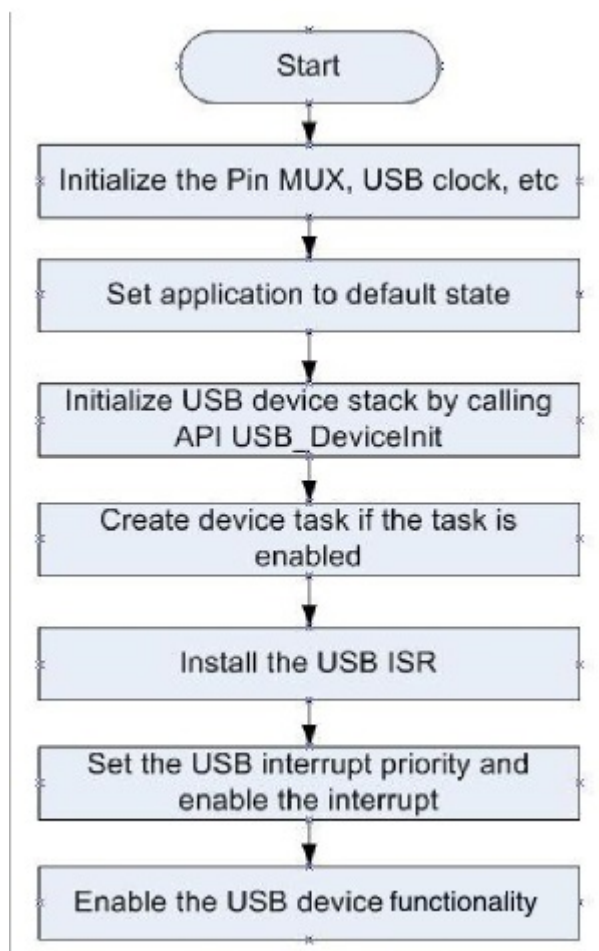 Start
Initialize the Pin MUX, USB clock, etc
Set application to default state
Initialize USB device stack by calling
API USB_DeviceInit
Create device task if the task is
enabled
Install the USB ISR
Set the USB interrupt priority and
enable the interrupt
Enable the USB device functionality